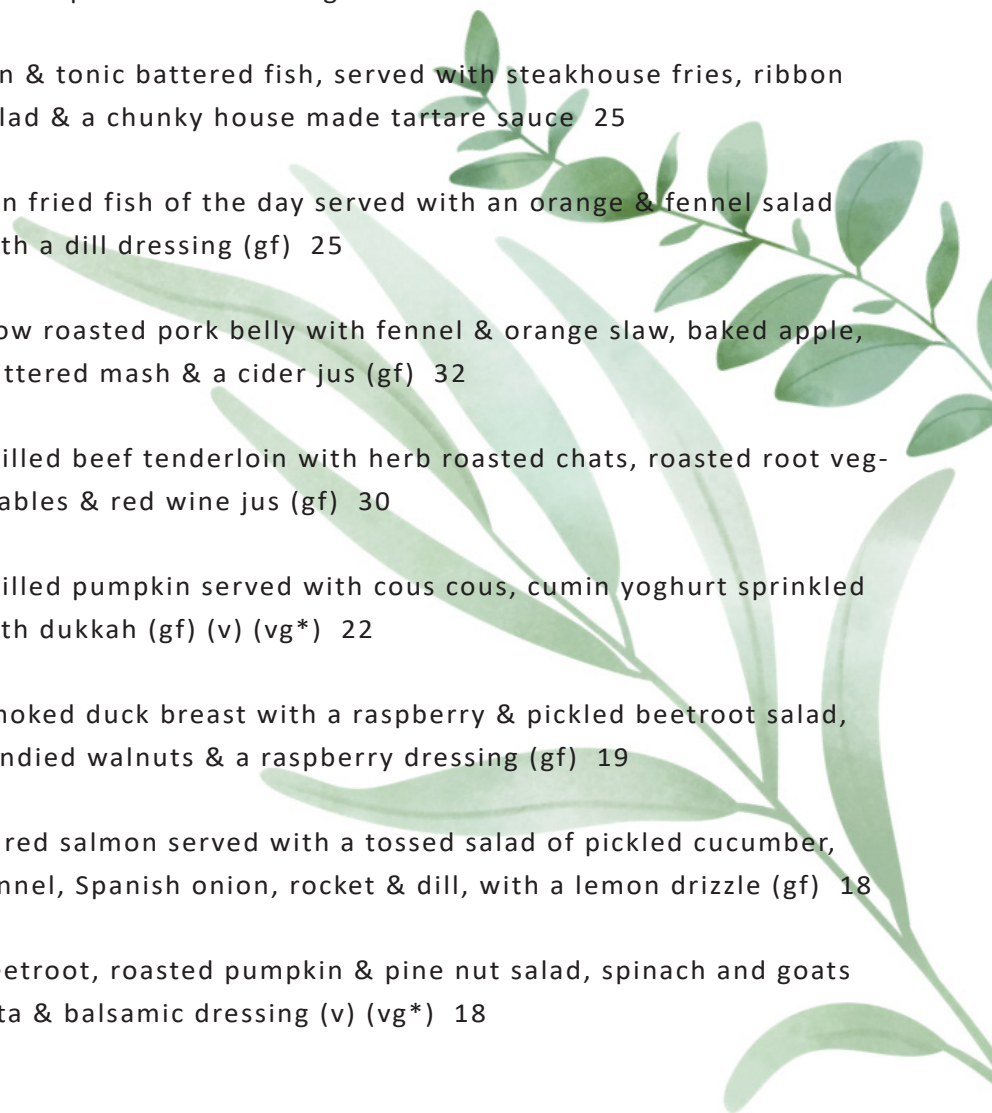 n & tonic battered fish, served with steakhouse fries, ribbon
lad & a chunky house made tartare sauce 25
n fried fish of the day served with an orange & fennel salad
th a dill dressing (gf) 25
ow roasted pork belly with fennel & orange slaw, baked apple,
ttered mash & a cider jus (gf) 32
illed beef tenderloin with herb roasted chats, roasted root veg-
ables & red wine jus (gf) 30
illed pumpkin served with cous cous, cumin yoghurt sprinkled
th dukkah (gf) (v) (vg*) 22
noked duck breast with a raspberry & pickled beetroot salad,
ndied walnuts & a raspberry dressing (gf) 19
red salmon served with a tossed salad of pickled cucumber,
nnel, Spanish onion, rocket & dill, with a lemon drizzle (gf) 18
etroot, roasted pumpkin & pine nut salad, spinach and goats
ta & balsamic dressing (v) (vg*) 18